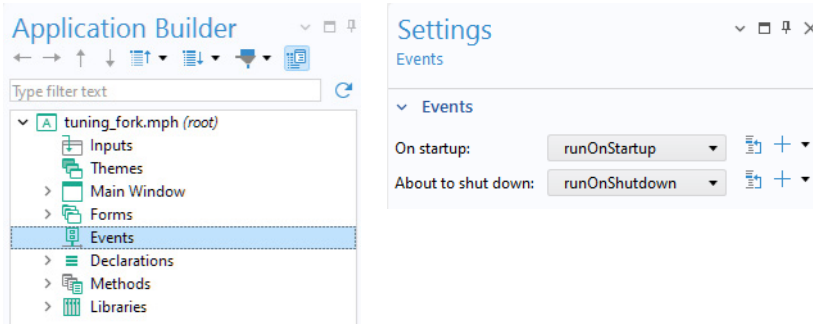 Application Builder
Type filter text
tuning_fork.mph (root)
Inputs
Themes
Main Window
Forms
Events
Declarations
Methods
Libraries
Settings
Events
Events
On startup: runOnStartup
About to shut down: runOnShutdown